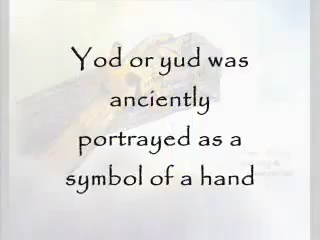 Yod or yud was
anciently
portrayed as a
symbol of a hand